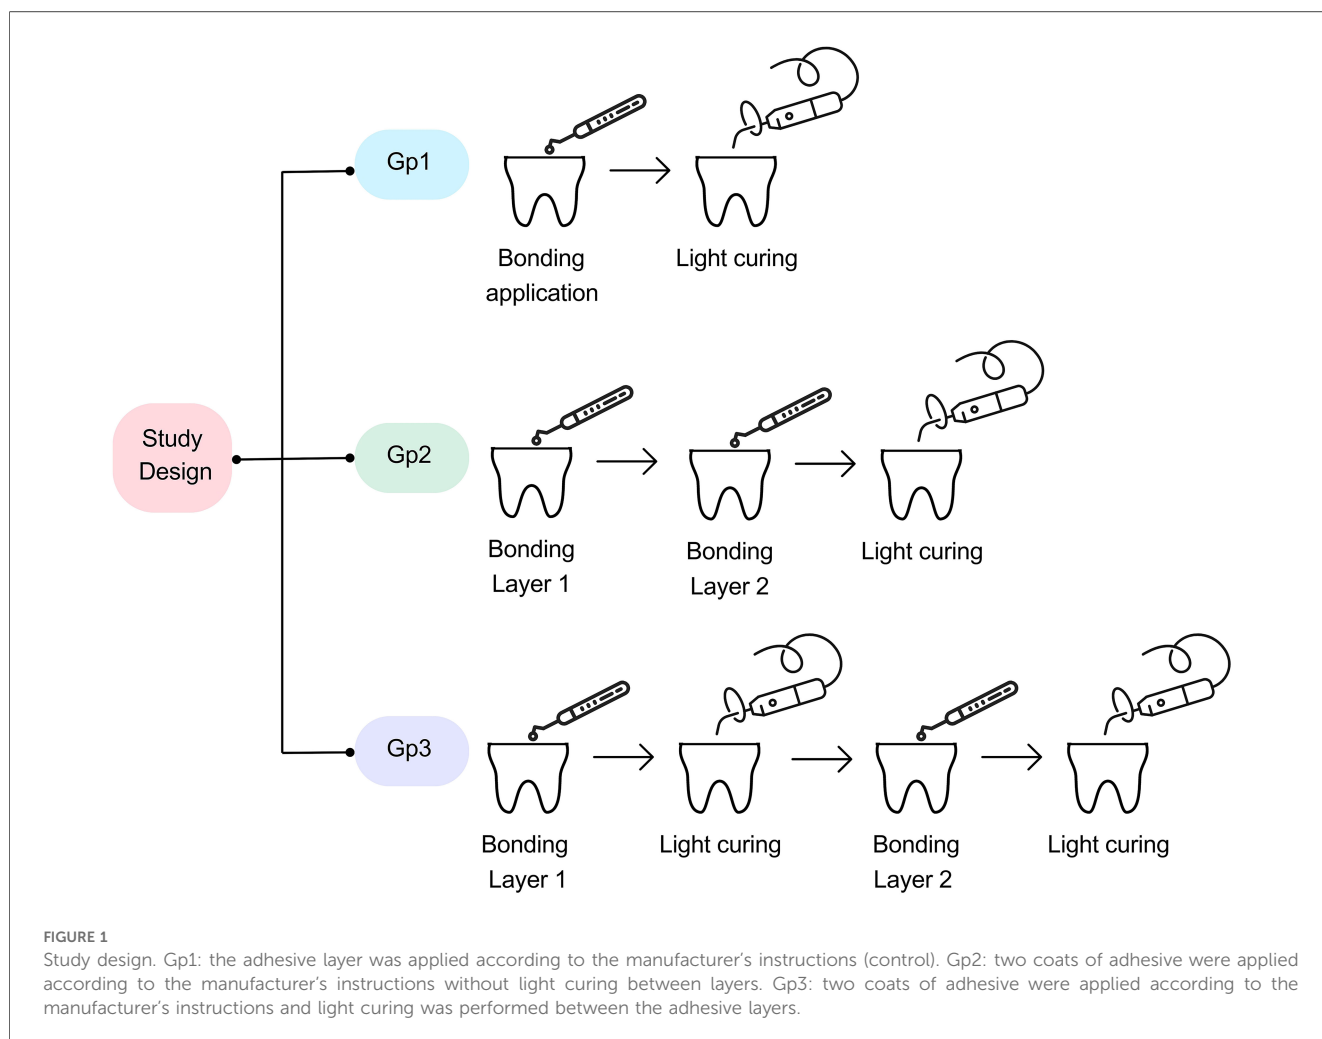 Gp1
Bonding
application
Light curing
Study
Design
Gp2
Bonding
Layer 1
Bonding
Layer 2
Light curing
Gp3
Bonding
Layer 1
Light curing
Bonding
Layer 2
Light curing
FIGURE 1
Study design. Gp1: the adhesive layer was applied according to the manufacturer's instructions (control). Gp2: two coats of adhesive were applied
according to the manufacturer's instructions without light curing between layers. Gp3: two coats of adhesive were applied according to the
manufacturer's instructions and light curing was performed between the adhesive layers.